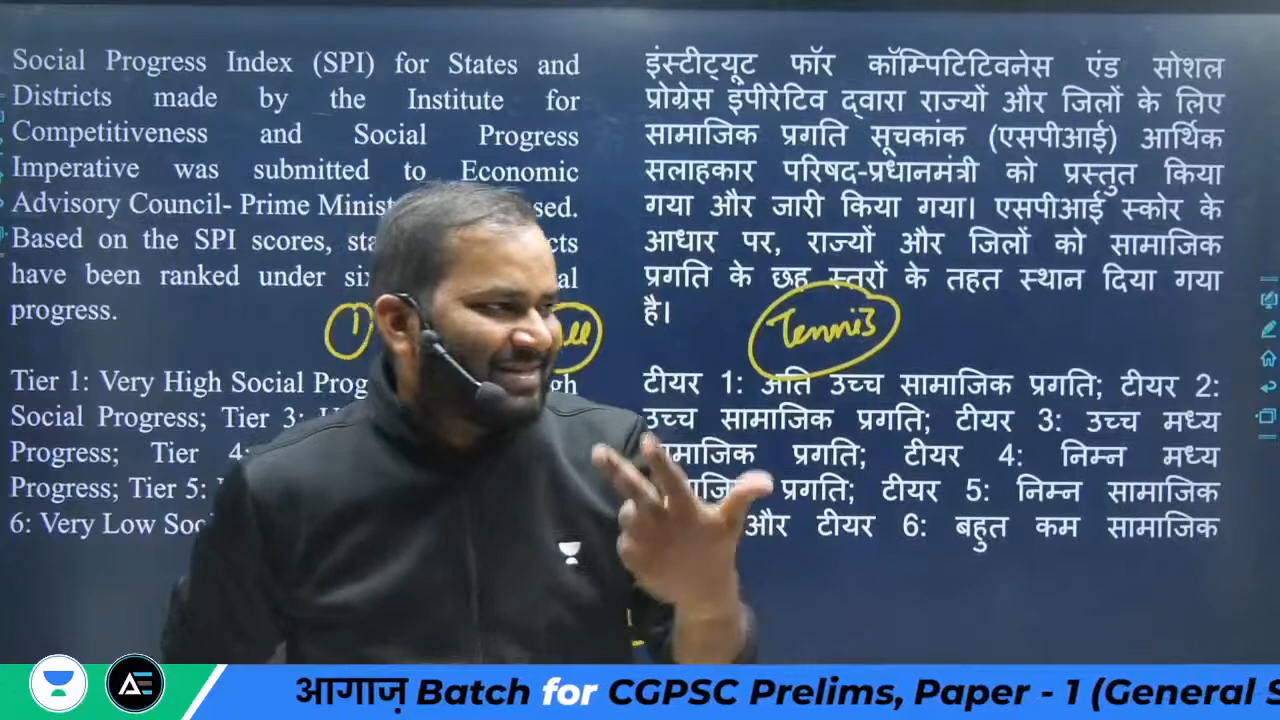 Social Progress Index (SPI) for States and
Districts made by the Institute for
Competitiveness and Social Progress
Imperative was submitted to Economic
Advisory Council- Prime Minist sed.
Based on the SPI scores, sta cts
have been ranked under six al
progress.
1
Tier 1: Very High Social Prog gh
Social Progress; Tier 3:
Progress; Tier 4:
Progress; Tier 5:
6: Very Low Soc
इंस्टीट्यूट फॉर कॉम्पिटिटिवनेस एंड सोशल
प्रोग्रेस इंपीरेटिव द्वारा राज्यों और जिलों के लिए
सामाजिक प्रगति सूचकांक (एसपीआई) आर्थिक
सलाहकार परिषद-प्रधानमंत्री को प्रस्तुत किया
गया और जारी किया गया। एसपीआई स्कोर के
आधार पर, राज्यों और जिलों को सामाजिक
प्रगति के छह स्तरों के तहत स्थान दिया गया
है।
Tennis
टीयर 1: अति उच्च सामाजिक प्रगति; टीयर 2:
उच्च सामाजिक प्रगति; टीयर 3: उच्च मध्य
सामाजिक प्रगति; टीयर 4: निम्न मध्य
प्रगति; टीयर 5: निम्न सामाजिक
और टीयर 6: बहुत कम सामाजिक
आगाज़ Batch for CGPSC Prelims, Paper - 1 (General S